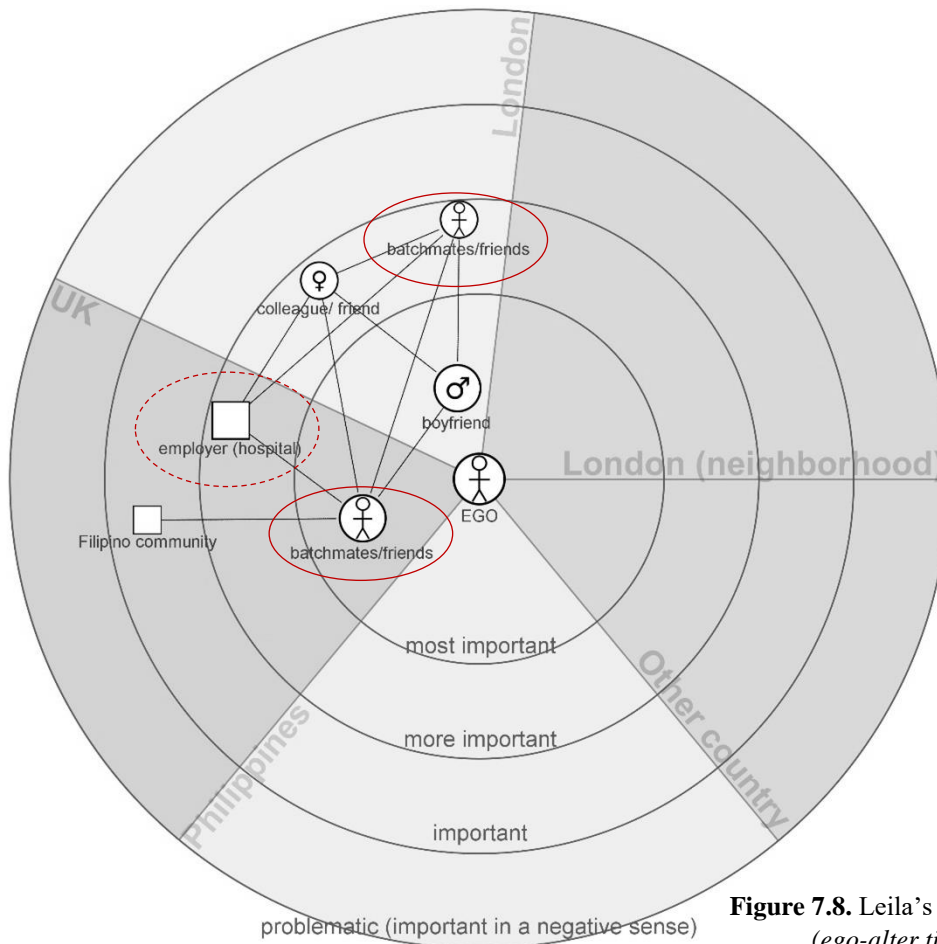 London
batchmates/friends
colleague/ friend
UK
boyfriend
employer (hospital)
London (neighborhood)
EGO
Filipino community
batchmates/friends
most important
Other country
Philippines
more important
important
problematic (important in a negative sense)
Figure 7.8. Leila’s
(ego-alter